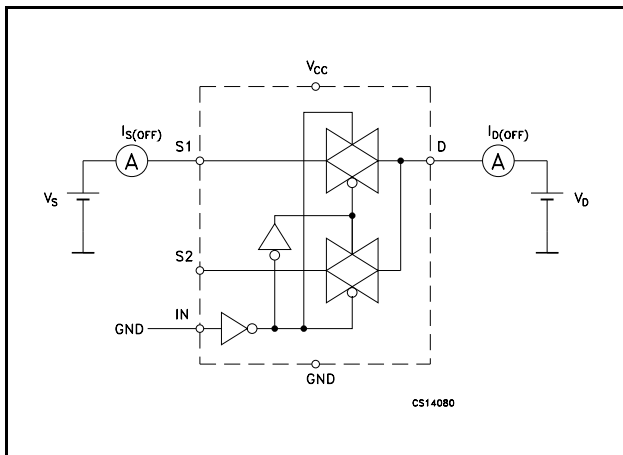 VCC
IS(OFF)
ID(OFF)
A
S1
D
A
VS
VD
S2
IN
GND
GND
CS14080